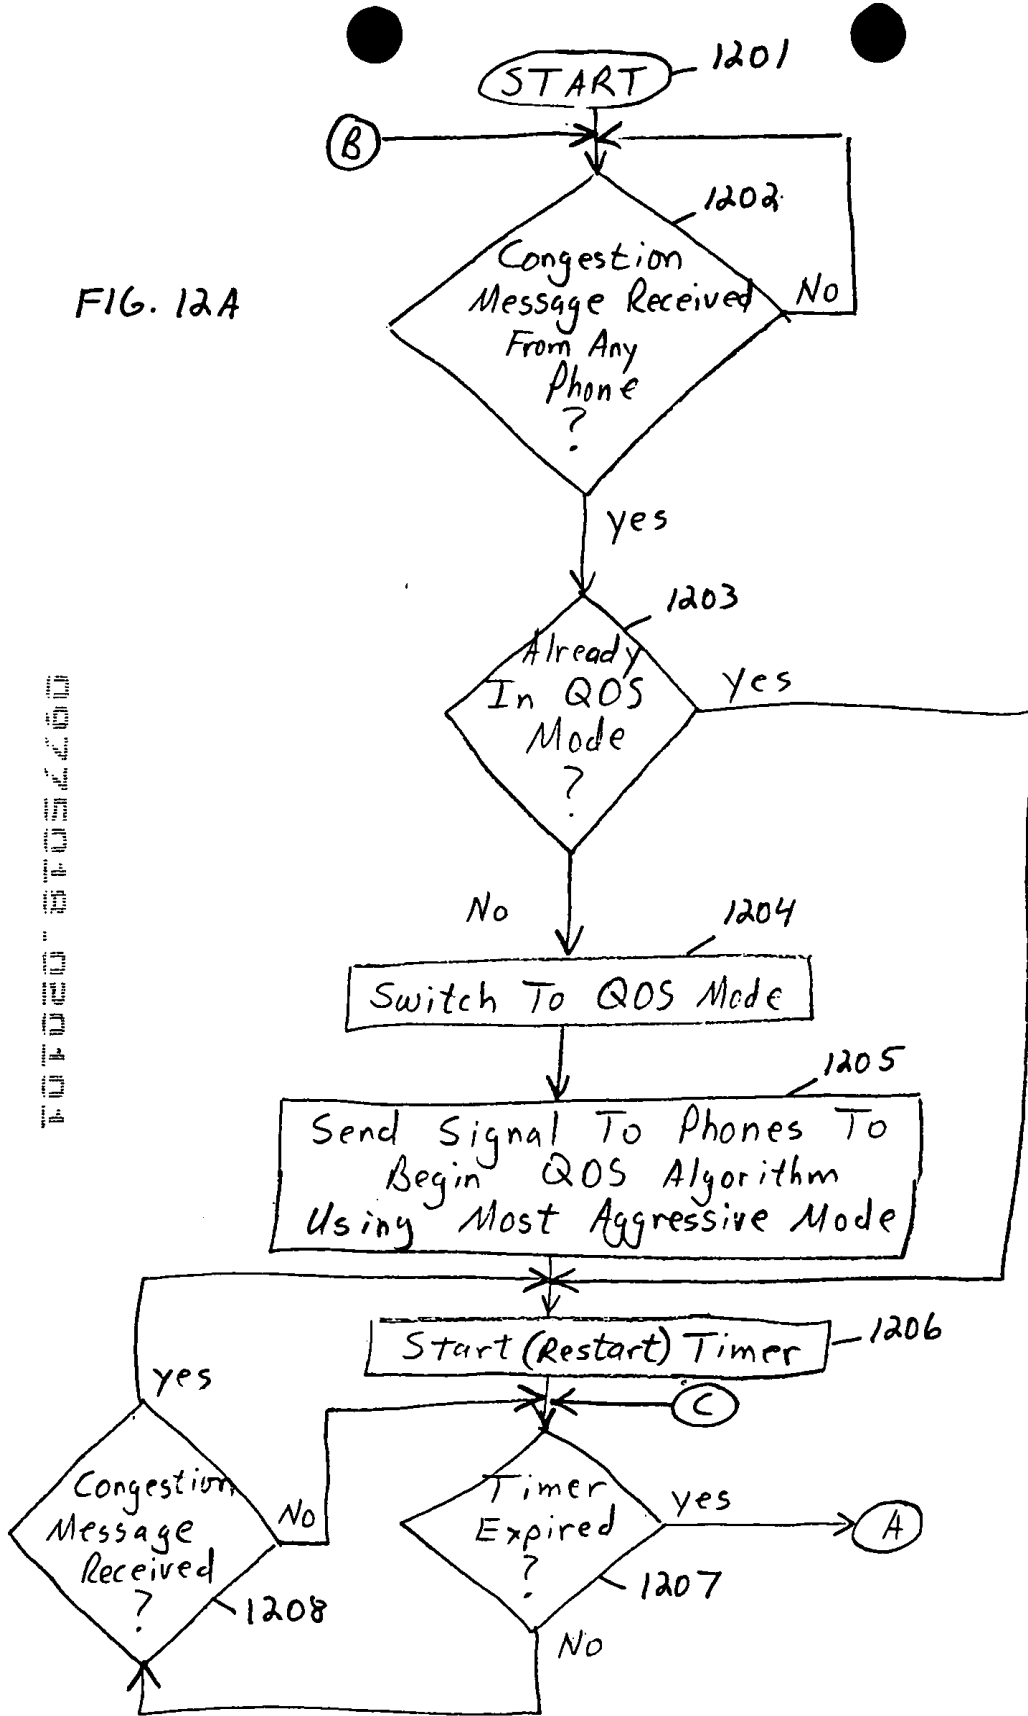 1201
START
B
1202
Congestion
Message Received
From Any
Phone
?
No
FIG. 12A
yes
1203
Already
In QOS
Mode
?
yes
No
1204
Switch To QOS Mode
1205
Send Signal To Phones To
Begin QOS Algorithm
Using Most Aggressive Mode
1206
Start (Restart) Timer
C
yes
Congestion
Message
Received
?
No
1208
Timer
Expired
?
yes
A
1207
No
09775018.020101